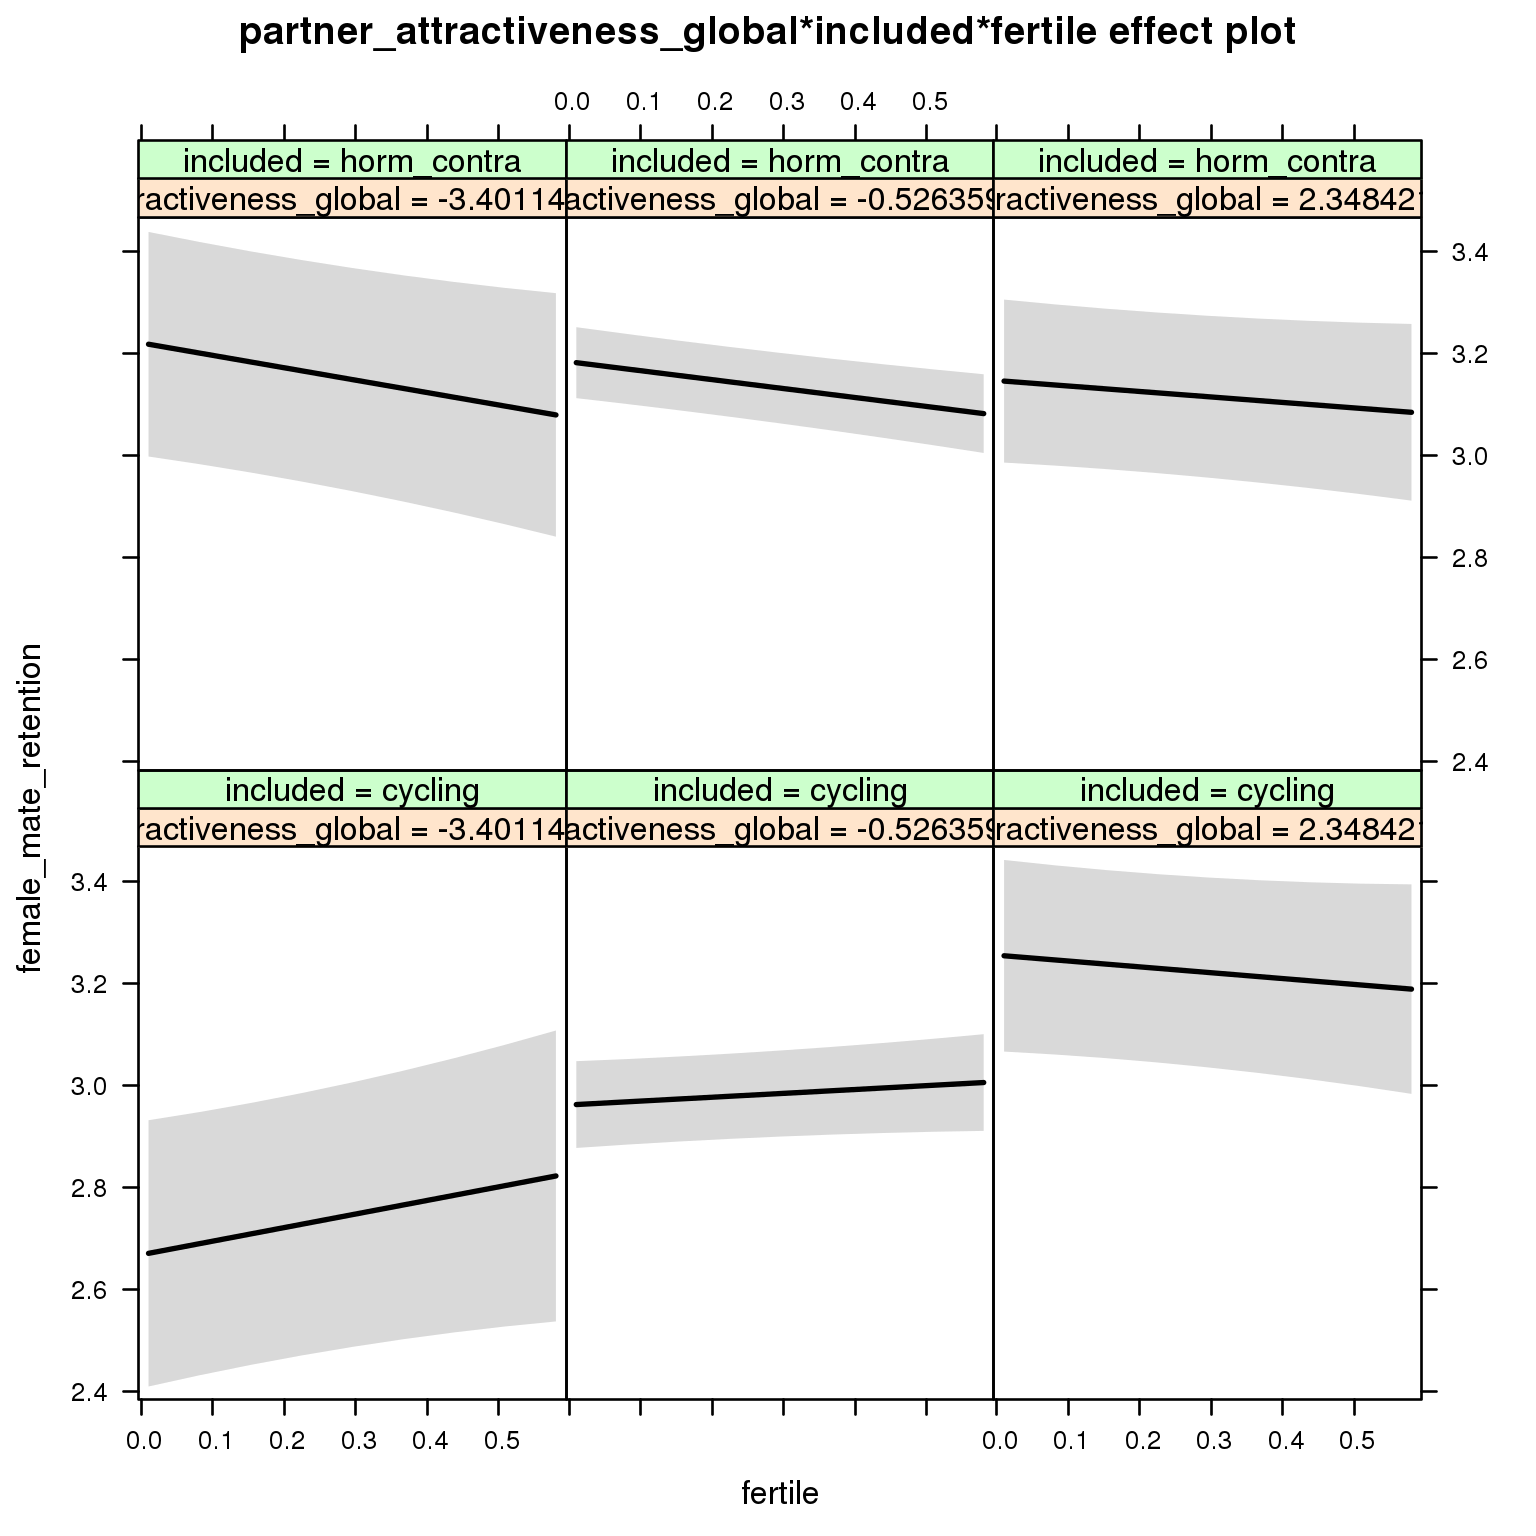 partner_attractiveness_global*included*fertile effect plot
0.0 0.1 0.2 0.3 0.4 0.5
included = horm_contra included = horm_contra included = horm_contra
ractiveness_global = -3.40114 activeness_global = -0.526359 ractiveness_global = 2.348421
3.4
3.2
3.0
2.8
2.6
2.4
female_mate_retention
included = cycling included = cycling included = cycling
ractiveness_global = -3.40114 activeness_global = -0.526359 ractiveness_global = 2.348421
3.4
3.2
3.0
2.8
2.6
2.4
0.0 0.1 0.2 0.3 0.4 0.5 0.0 0.1 0.2 0.3 0.4 0.5
fertile